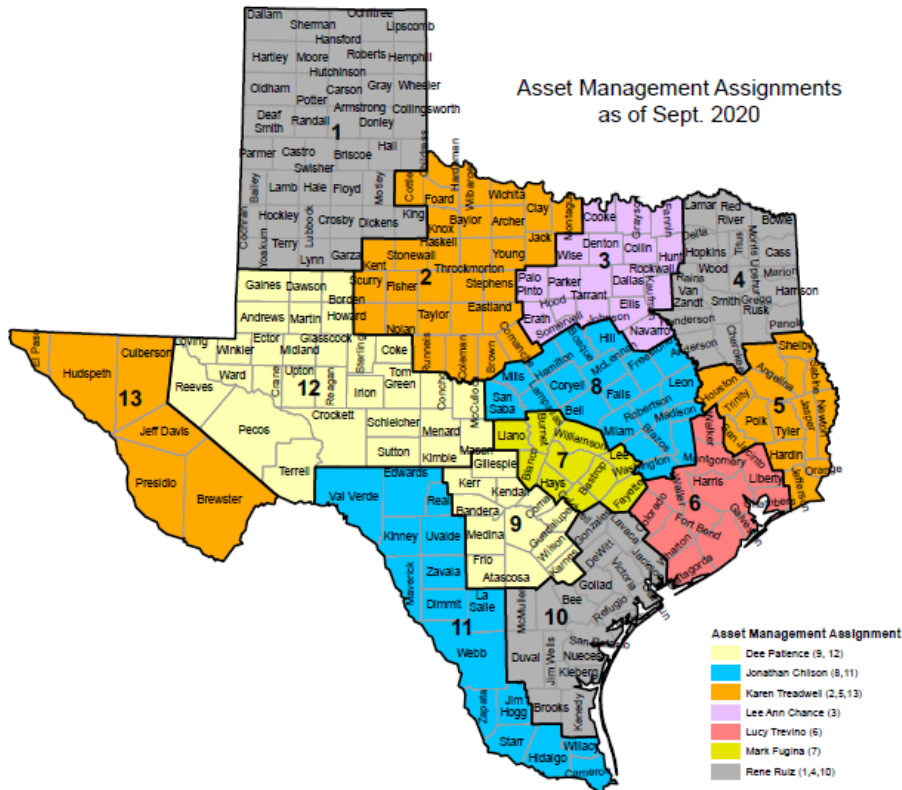 Asset Management Assignments
as of Sept. 2020
Dallam
Sherman
Ochiltree
Lipscomb
Hansford
Hartley
Moore
Roberts
Hemphill
Hutchinson
Oldham
Carson
Gray
Wheeler
Potter
Armstrong
Collingsworth
Deaf
Smith
Randall
Donley
1
Parmer
Castro
Briscoe
Hall
Childress
Swisher
Bailey
Lamb
Hale
Floyd
Motley
Cochran
Hockley
Lubbock
Crosby
Dickens
King
Yoakum
Terry
Lynn
Garza
Cottle
Foard
Hardeman
Wilbarger
Wichita
Clay
Montague
Knox
Baylor
Archer
Jack
Haskell
Stonewall
Young
Kent
2
Throckmorton
Scurry
Fisher
Stephens
Taylor
Eastland
Nolan
Runnels
Coleman
Brown
Comanche
Cooke
Grayson
Fannin
Denton
Collin
Hunt
Wise
3
Rockwall
Palo
Pinto
Parker
Dallas
Kaufman
Hood
Tarrant
Ellis
Erath
Somervell
Johnson
Navarro
Lamar
Red
River
Bowie
Delta
Titus
Morris
Hopkins
Cass
Wood
4
Upshur
Marion
Rains
Van
Zandt
Harrison
Smith
Gregg
Rusk
Panola
Henderson
Anderson
Cherokee
Shelby
Houston
Angelina
Sabine
Trinity
5
Newton
Jasper
Polk
Tyler
San Jacinto
Hardin
Orange
Jefferson
Gaines
Dawson
Borden
Andrews
Martin
Howard
Loving
Winkler
Ector
Midland
Glasscock
Sterling
Coke
Reeves
Ward
Crane
Upton
Reagan
Irion
Tom
Green
Concho
12
McCulloch
Crockett
Pecos
Schleicher
Menard
Mason
Sutton
Kimble
Terrell
El Paso
Hudspeth
Culberson
13
Jeff Davis
Presidio
Brewster
Hill
Bosque
Hamilton
McLennan
Freestone
Mills
Coryell
8
Falls
Leon
San
Saba
Lampasas
Bell
Robertson
Madison
Milam
Brazos
Washington
Llano
Burnet
Williamson
Blanco
7
Lee
Hays
Bastrop
Fayette
Walker
Montgomery
Liberty
Harris
Waller
6
Chambers
Colorado
Fort Bend
Galveston
Wharton
Matagorda
Gillespie
Kerr
Kendall
Bandera
Comal
9
Guadalupe
Medina
Wilson
Frio
Karnes
Atascosa
Edwards
Val Verde
Real
Kinney
Uvalde
Maverick
Zavala
Dimmit
La
Salle
11
Webb
Zapata
Jim
Hogg
Starr
Hidalgo
Willacy
Cameron
Gonzales
Lavaca
DeWitt
Jackson
Victoria
Goliad
McMullen
10
Bee
Refugio
Duval
Jim Wells
Nueces
Kleberg
Brooks
Kenedy
Asset Management Assignment
Dee Patience (9, 12)
Jonathan Chilson (8,11)
Karen Treadwell (2,5,13)
Lee Ann Chance (3)
Lucy Trevino (6)
Mark Fugina (7)
Rene Ruiz (1,4,10)